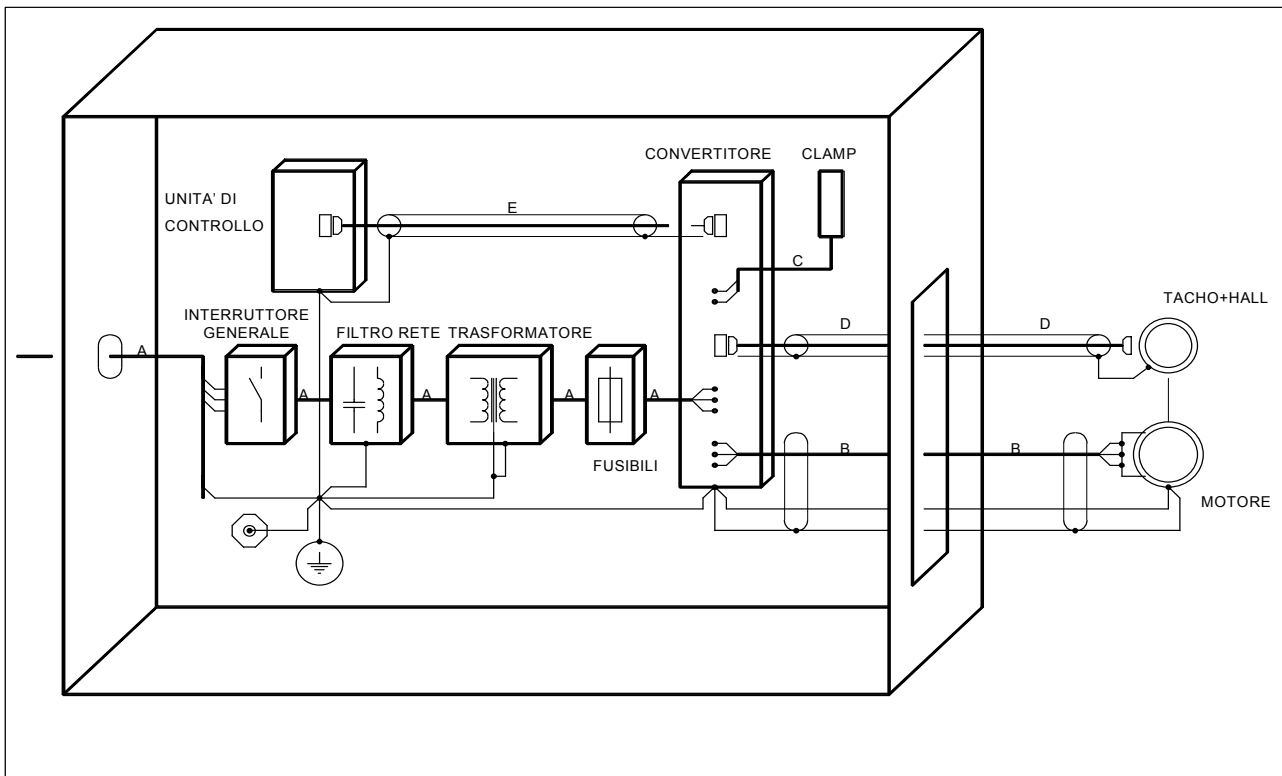 CONVERTITORE
CLAMP
UNITA' DI
CONTROLLO
E
C
TACHO+HALL
INTERRUTTORE
GENERALE
FILTRO RETE
TRASFORMATORE
D
D
A
A
A
A
A
FUSIBILI
B
B
MOTORE